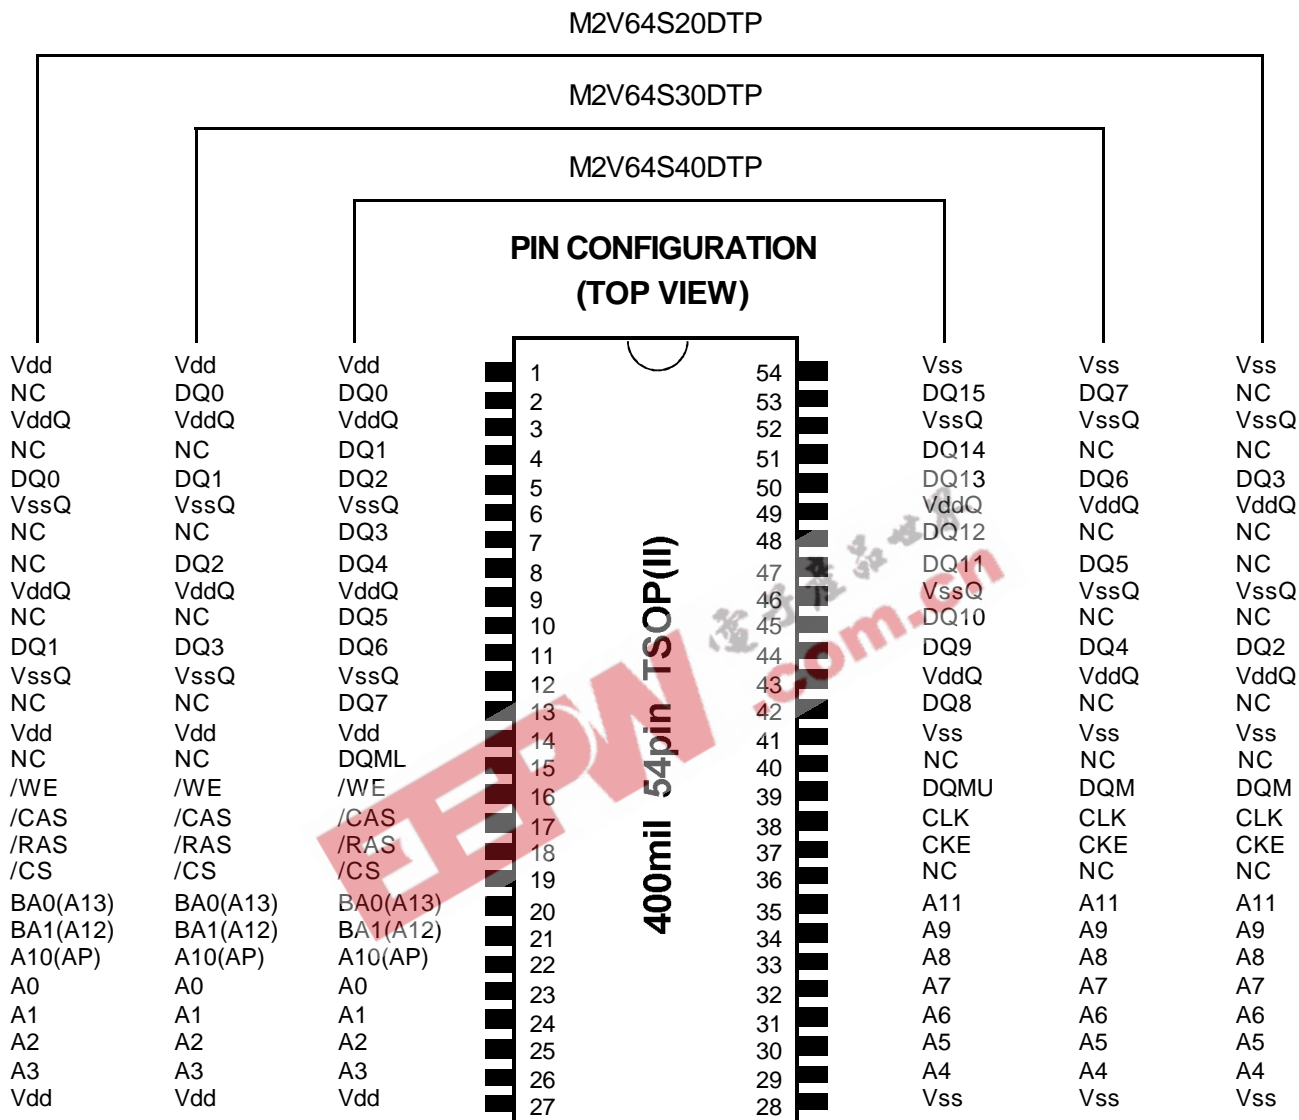 M2V64S20DTP
M2V64S30DTP
M2V64S40DTP
PIN CONFIGURATION
(TOP VIEW)
Vdd Vdd Vdd 1 54 Vss Vss Vss
NC DQ0 DQ0 2 53 DQ15 DQ7 NC
VddQ VddQ VddQ 3 52 VssQ VssQ VssQ
NC NC DQ1 4 51 DQ14 NC NC
DQ0 DQ1 DQ2 5 50 DQ13 DQ6 DQ3
VssQ VssQ VssQ 6 49 VddQ VddQ VddQ
NC NC DQ3 7 48 DQ12 NC NC
NC DQ2 DQ4 8 47 DQ11 DQ5 NC
VddQ VddQ VddQ 9 46 VssQ VssQ VssQ
NC NC DQ5 10 45 DQ10 NC NC
DQ1 DQ3 DQ6 11 44 DQ9 DQ4 DQ2
VssQ VssQ VssQ 12 43 VddQ VddQ VddQ
NC NC DQ7 13 42 DQ8 NC NC
Vdd Vdd Vdd 14 41 Vss Vss Vss
NC NC DQML 15 40 NC NC NC
/WE /WE /WE 16 39 DQMU DQM DQM
/CAS /CAS /CAS 17 38 CLK CLK CLK
/RAS /RAS /RAS 18 37 CKE CKE CKE
/CS /CS /CS 19 36 NC NC NC
BA0(A13) BA0(A13) BA0(A13) 20 35 A11 A11 A11
BA1(A12) BA1(A12) BA1(A12) 21 34 A9 A9 A9
A10(AP) A10(AP) A10(AP) 22 33 A8 A8 A8
A0 A0 A0 23 32 A7 A7 A7
A1 A1 A1 24 31 A6 A6 A6
A2 A2 A2 25 30 A5 A5 A5
A3 A3 A3 26 29 A4 A4 A4
Vdd Vdd Vdd 27 28 Vss Vss Vss
400mil 54pin TSOP(II)
EEPW.com.cn
電子産品世界